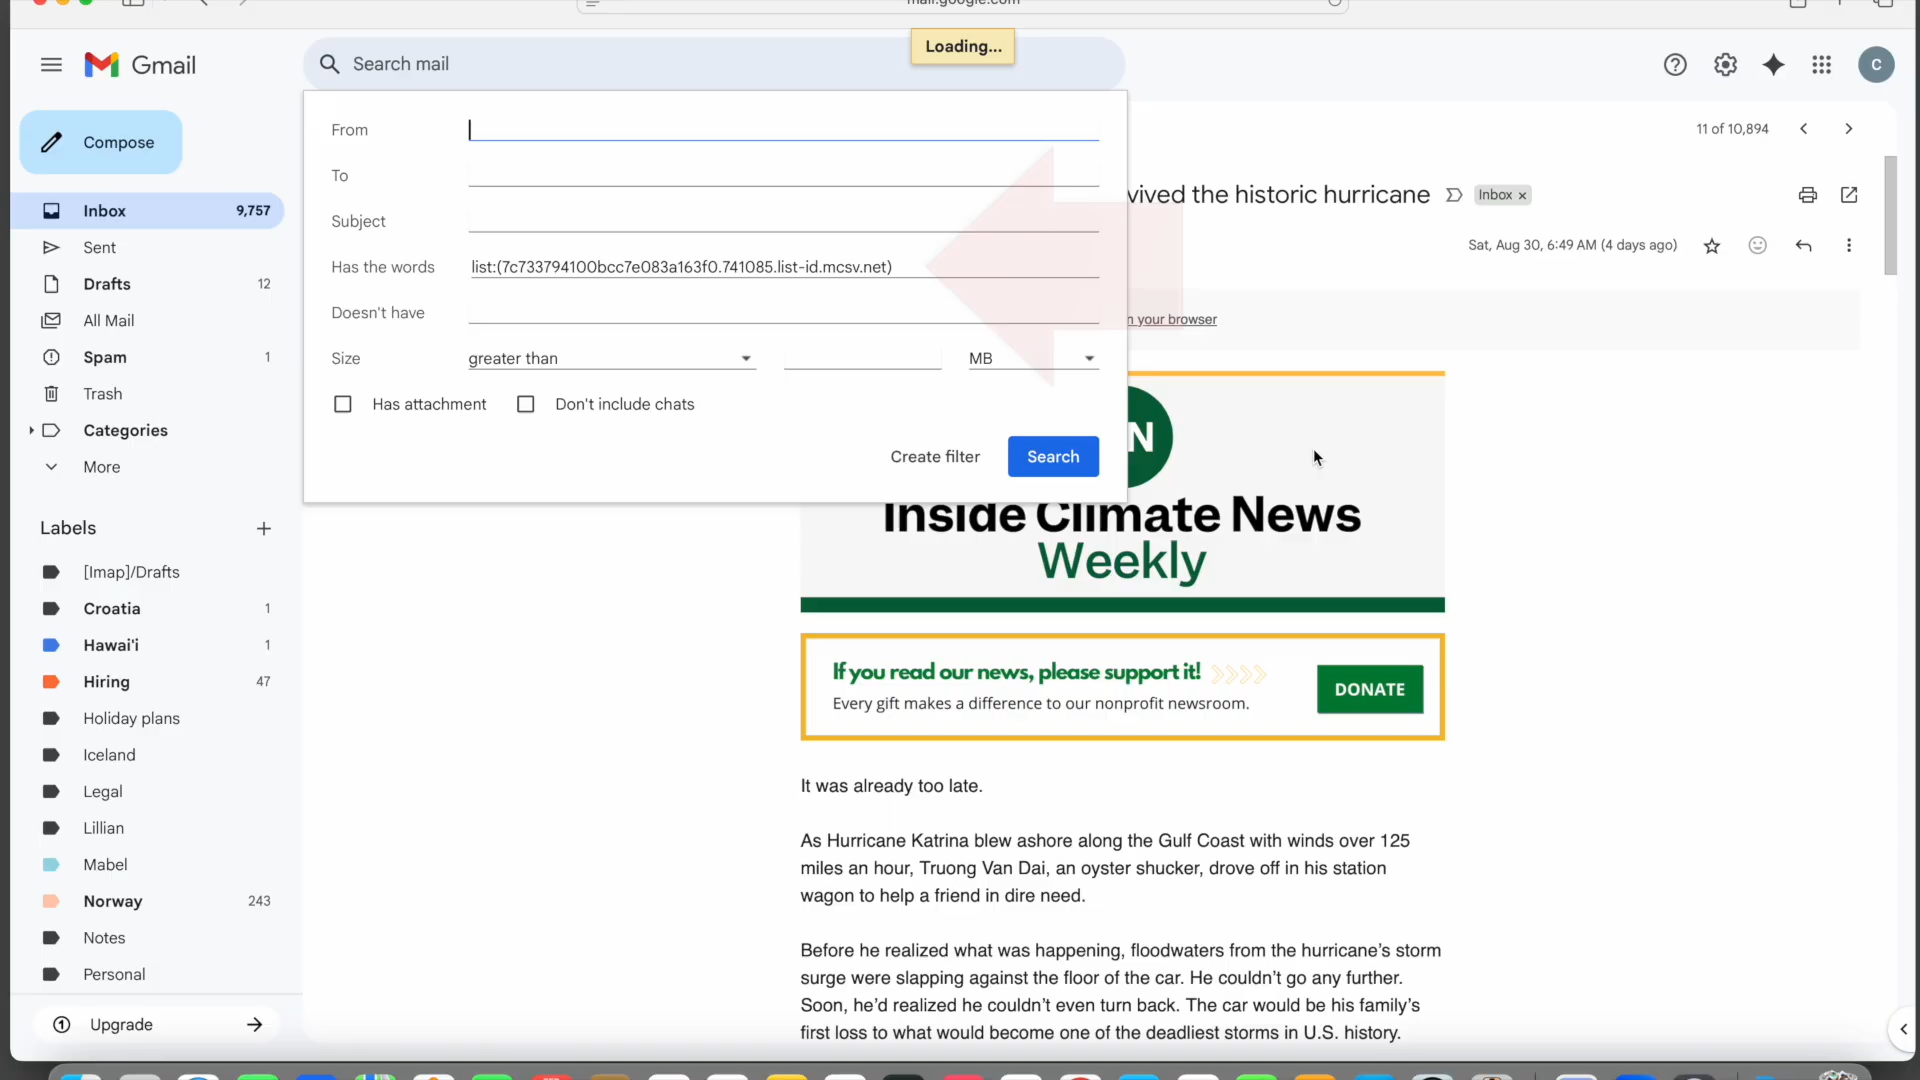 mail.google.com
Loading...
Gmail
Search mail
C
Compose
Inbox 9,757
Sent
Drafts 12
All Mail
Spam 1
Trash
Categories
More
Labels
[Imap]/Drafts
Croatia 1
Hawai'i 1
Hiring 47
Holiday plans
Iceland
Legal
Lillian
Mabel
Norway 243
Notes
Personal
Upgrade
From
To
Subject
Has the words list:(7c733794100bcc7e083a163f0.741085.list-id.mcsv.net)
Doesn't have
Size greater than MB
Has attachment Don't include chats
Create filter Search
11 of 10,894
vived the historic hurricane Inbox ×
Sat, Aug 30, 6:49 AM (4 days ago)
n your browser
N
Inside Climate News
Weekly
If you read our news, please support it!
Every gift makes a difference to our nonprofit newsroom.
DONATE
It was already too late.
As Hurricane Katrina blew ashore along the Gulf Coast with winds over 125
miles an hour, Truong Van Dai, an oyster shucker, drove off in his station
wagon to help a friend in dire need.
Before he realized what was happening, floodwaters from the hurricane’s storm
surge were slapping against the floor of the car. He couldn’t go any further.
Soon, he’d realized he couldn’t even turn back. The car would be his family’s
first loss to what would become one of the deadliest storms in U.S. history.